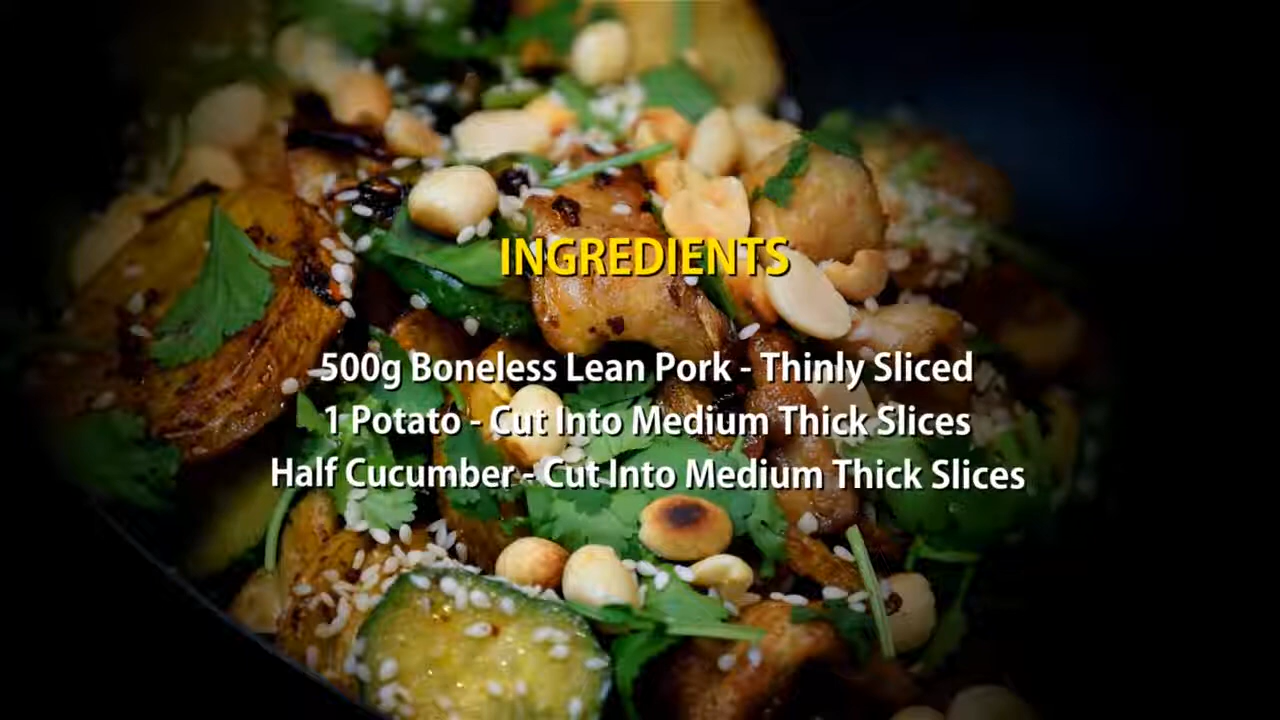 INGREDIENTS
500g Boneless Lean Pork - Thinly Sliced
1 Potato - Cut Into Medium Thick Slices
Half Cucumber - Cut Into Medium Thick Slices